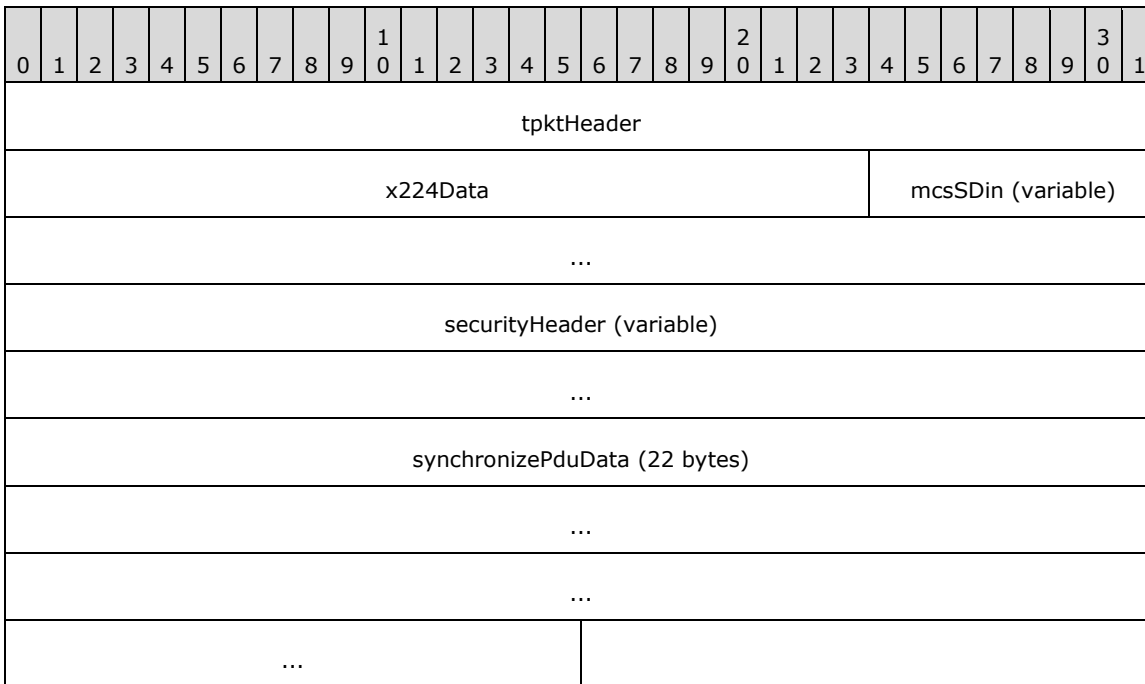 1 2 3
0 1 2 3 4 5 6 7 8 9 0 1 2 3 4 5 6 7 8 9 0 1 2 3 4 5 6 7 8 9 0 1
tpktHeader
x224Data mcsSDin (variable)
...
securityHeader (variable)
...
synchronizePduData (22 bytes)
...
...
...